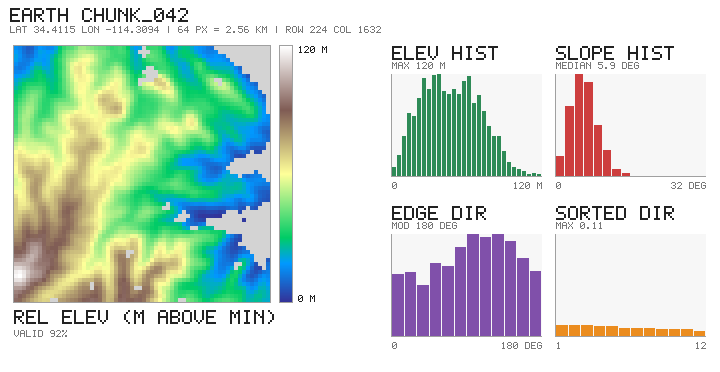 EARTH CHUNK_042
LAT 34.4115 LON -114.3094 | 64 PX = 2.56 KM | ROW 224 COL 1632
120 M
0 M
REL ELEV (M ABOVE MIN)
VALID 92%
ELEV HIST
MAX 120 M
0 120 M
SLOPE HIST
MEDIAN 5.9 DEG
0 32 DEG
EDGE DIR
MOD 180 DEG
0 180 DEG
SORTED DIR
MAX 0.11
1 12